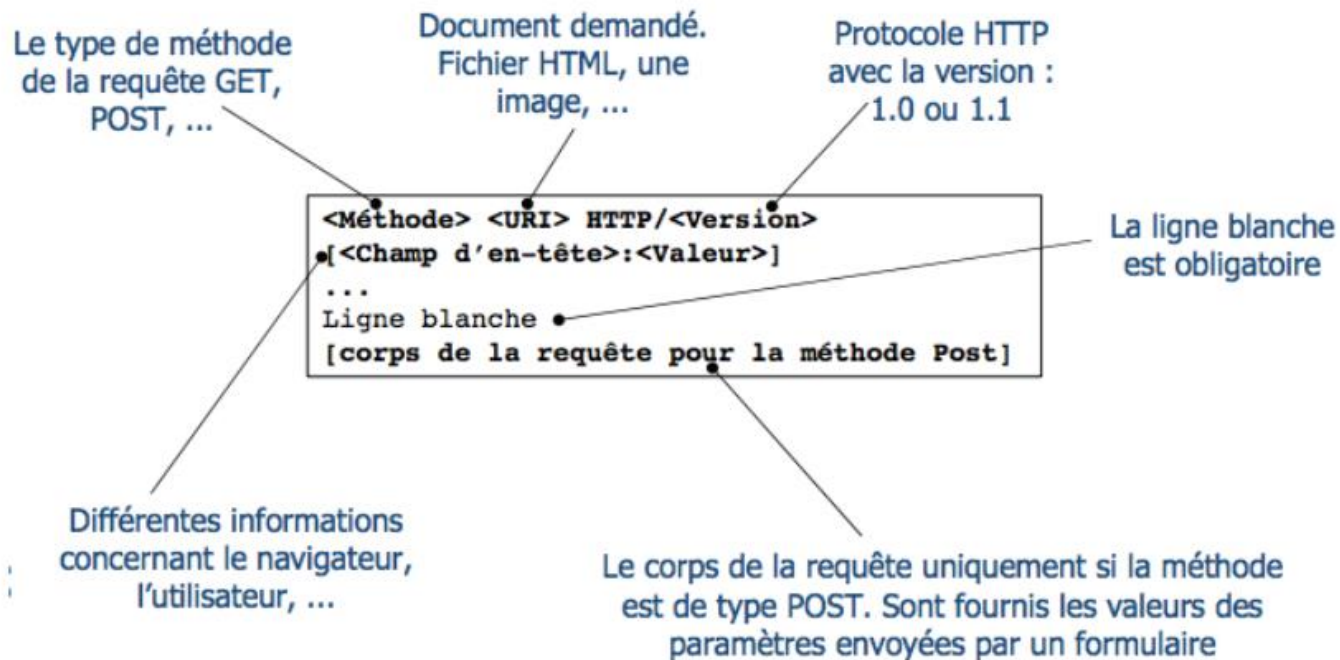 Le type de méthode
de la requête GET,
POST, ...
Document demandé.
Fichier HTML, une
image, ...
Protocole HTTP
avec la version :
1.0 ou 1.1
<Méthode> <URI> HTTP/<Version>
[<Champ d'en-tête>:<Valeur>]
...
Ligne blanche
[corps de la requête pour la méthode Post]
La ligne blanche
est obligatoire
Différentes informations
concernant le navigateur,
l'utilisateur, ...
Le corps de la requête uniquement si la méthode
est de type POST. Sont fournis les valeurs des
paramètres envoyées par un formulaire